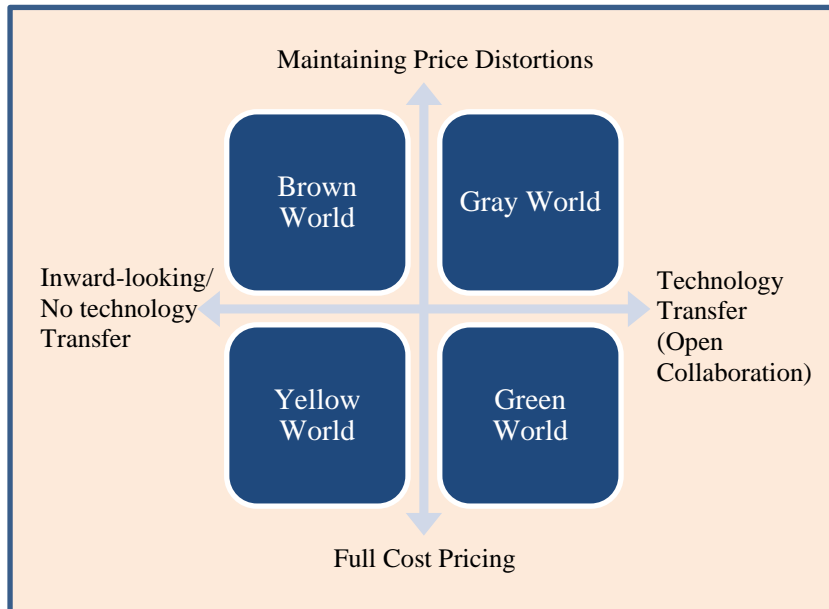 Maintaining Price Distortions
Brown
World
Gray World
Inward-looking/
No technology
Transfer
Technology
Transfer
(Open
Collaboration)
Yellow
World
Green
World
Full Cost Pricing